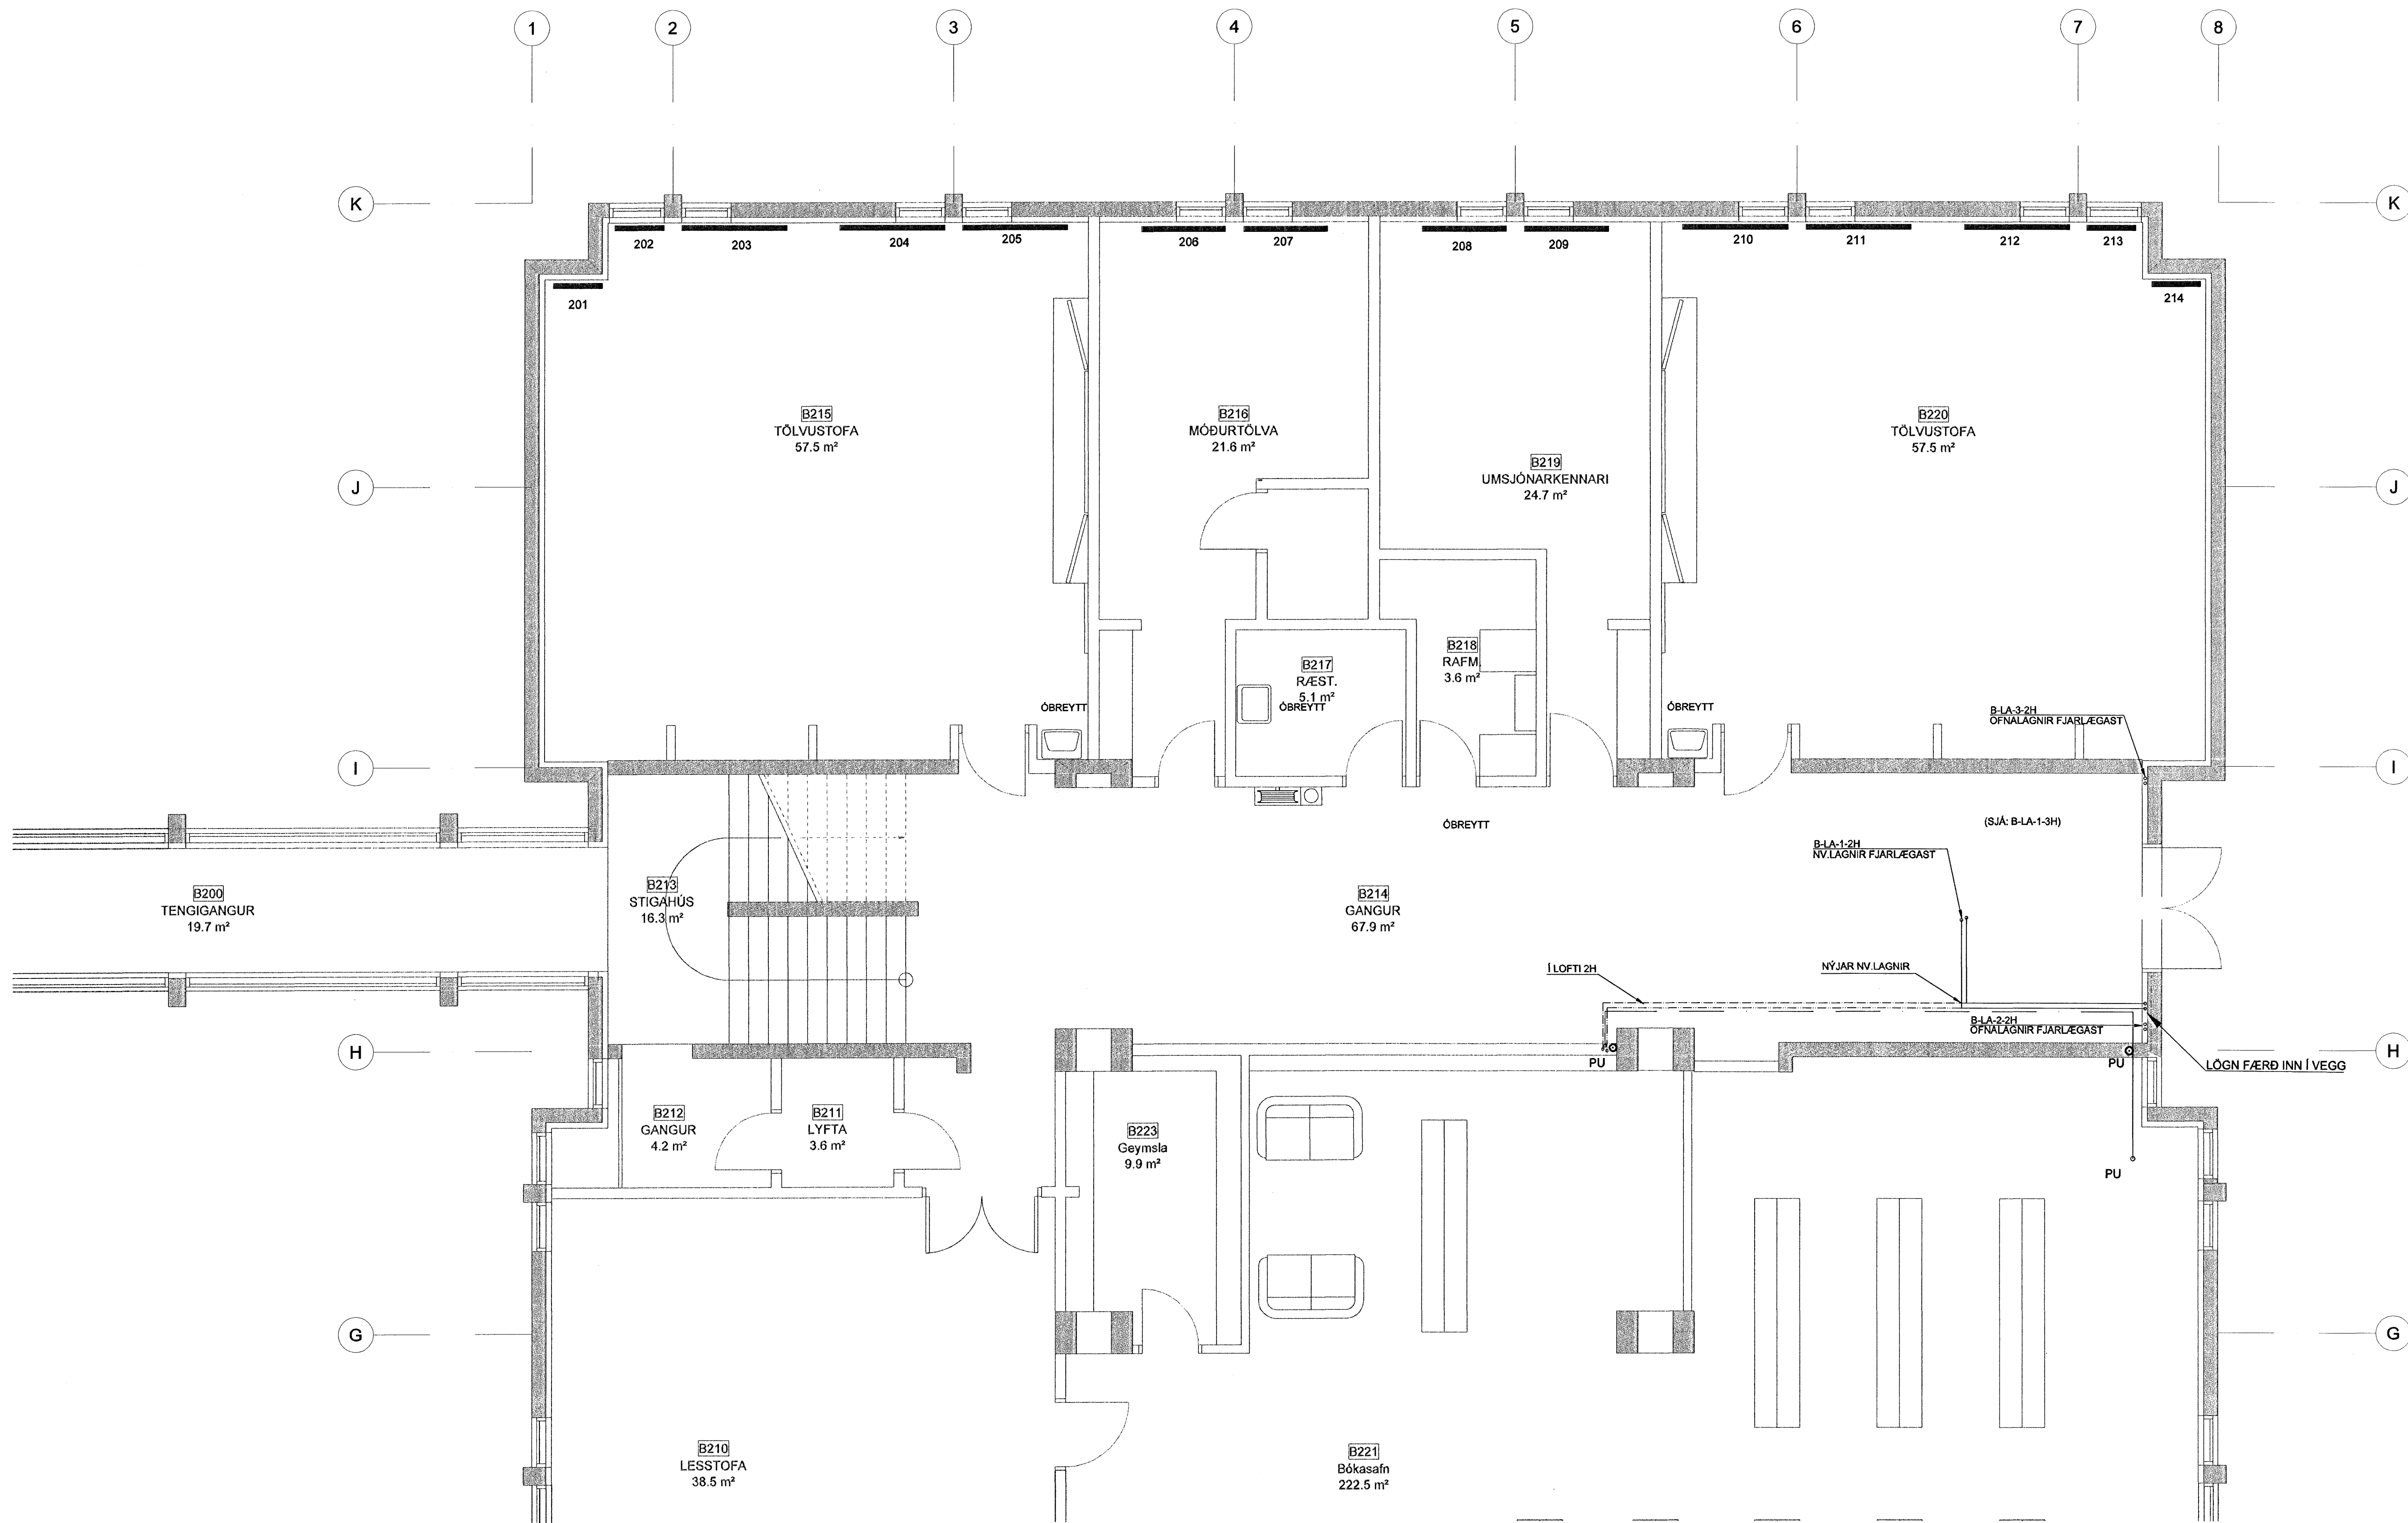 1
2
3
4
5
6
7
8
K
K
202
203
204
205
206
207
208
209
210
211
212
213
201
214
B215
TÖLVUSTOFA
57.5 m²
B216
MÓÐURTÖLVA
21.6 m²
B219
UMSJÓNARKENNARI
24.7 m²
B220
TÖLVUSTOFA
57.5 m²
J
J
B217
RÆST.
5.1 m²
ÓBREYTT
B218
RAFM.
3.6 m²
ÓBREYTT
ÓBREYTT
B-LA-3-2H
OFNALAGNIR FJARLÆGAST
I
I
ÓBREYTT
(SJÁ: B-LA-1-3H)
B-LA-1-2H
NV.LAGNIR FJARLÆGAST
B200
TENGIGANGUR
19.7 m²
B213
STIGAHÚS
16.3 m²
B214
GANGUR
67.9 m²
Í LOFTI 2H
NÝJAR NV.LAGNIR
B-LA-2-2H
OFNALAGNIR FJARLÆGAST
H
H
PU
PU
LÖGN FÆRÐ INN Í VEGG
B212
GANGUR
4.2 m²
B211
LYFTA
3.6 m²
B223
Geymsla
9.9 m²
PU
G
G
B210
LESSTOFA
38.5 m²
B221
Bókasafn
222.5 m²